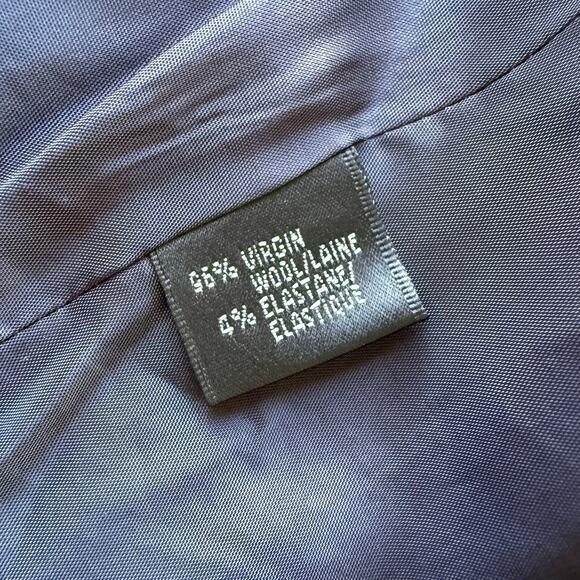 96% VIRGIN
WOOL/LAINE
4% ELASTANE/
ELASTIQUE